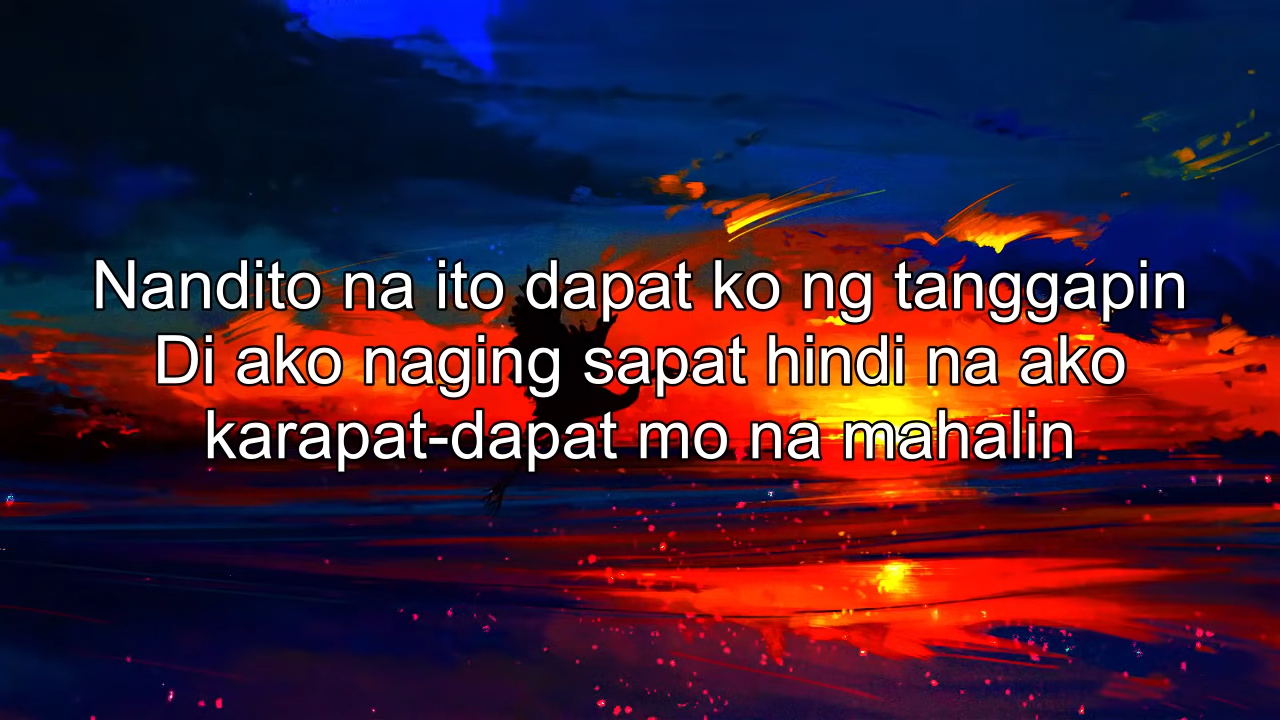 Nandito na ito dapat ko ng tanggapin
Di ako naging sapat hindi na ako
karapat-dapat mo na mahalin